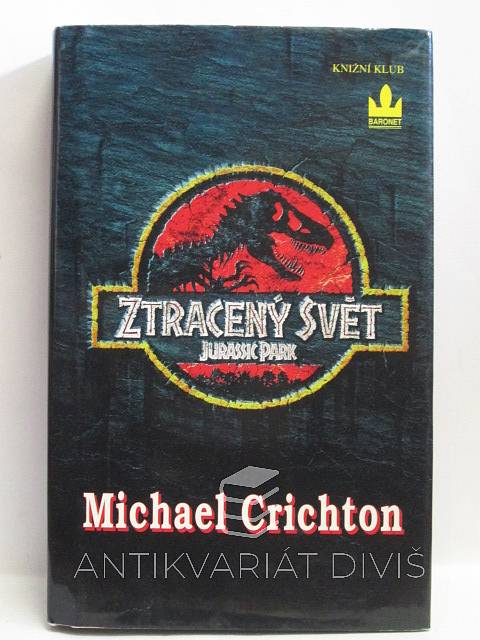 KNIŽNÍ KLUB
BARONET
ZTRACENÝ SVĚT
JURASSIC PARK
Michael Crichton
ANTIKVARIÁT DIVIŠ